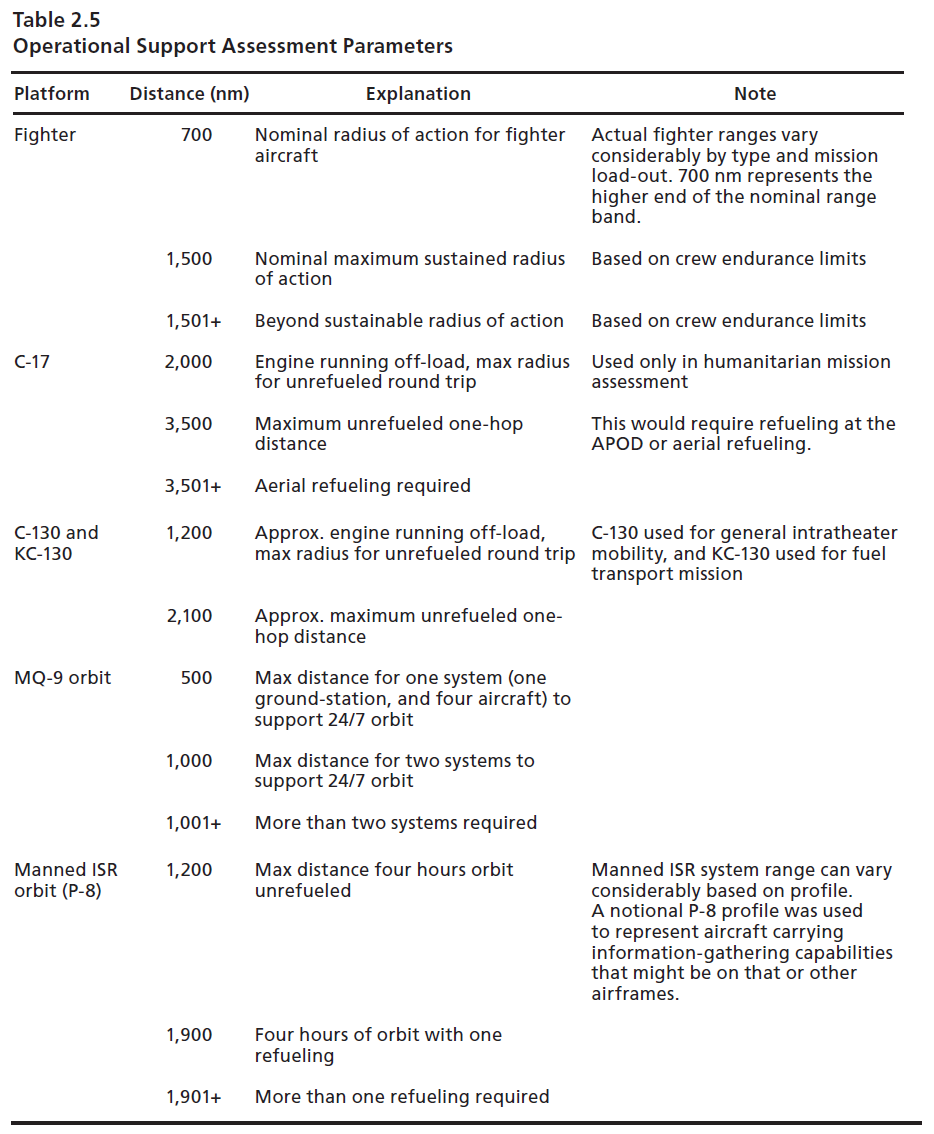 Table 2.5
Operational Support Assessment Parameters
Platform Distance (nm) Explanation Note
Fighter 700 Nominal radius of action for fighter Actual fighter ranges vary
aircraft considerably by type and mission
load-out. 700 nm represents the
higher end of the nominal range
band.
1,500 Nominal maximum sustained radius Based on crew endurance limits
of action
1,501+ Beyond sustainable radius of action Based on crew endurance limits
C-17 2,000 Engine running off-load, max radius Used only in humanitarian mission
for unrefueled round trip assessment
3,500 Maximum unrefueled one-hop This would require refueling at the
distance APOD or aerial refueling.
3,501+ Aerial refueling required
C-130 and 1,200 Approx. engine running off-load, C-130 used for general intratheater
KC-130 max radius for unrefueled round trip mobility, and KC-130 used for fuel
transport mission
2,100 Approx. maximum unrefueled one-
hop distance
MQ-9 orbit 500 Max distance for one system (one
ground-station, and four aircraft) to
support 24/7 orbit
1,000 Max distance for two systems to
support 24/7 orbit
1,001+ More than two systems required
Manned ISR 1,200 Max distance four hours orbit Manned ISR system range can vary
orbit (P-8) unrefueled considerably based on profile.
A notional P-8 profile was used
to represent aircraft carrying
information-gathering capabilities
that might be on that or other
airframes.
1,900 Four hours of orbit with one
refueling
1,901+ More than one refueling required